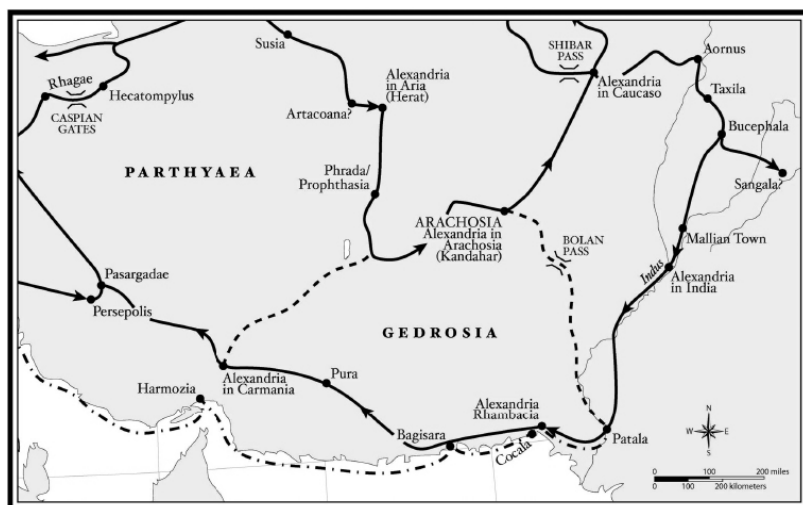 Susia
SHIBAR
PASS
Aornus
Rhagae
Hecatompylus
CASPIAN
GATES
Alexandria
in Aria
(Herat)
Artacoana?
Alexandria
in Caucaso
Taxila
Bucephala
PARTHYAEA
Phrada/
Prophthasia
Sangala?
ARACHOSIA
Alexandria in
Arachosia
(Kandahar)
BOLAN
PASS
Mallian Town
Indus
Alexandria
in India
Pasargadae
Persepolis
GEDROSIA
Harmozia
Alexandria
in Carmania
Pura
Alexandria
Rhambacia
Bagisara
Cocala
Patala
N
W E
S
0 100 200 miles
0 100 200 kilometers